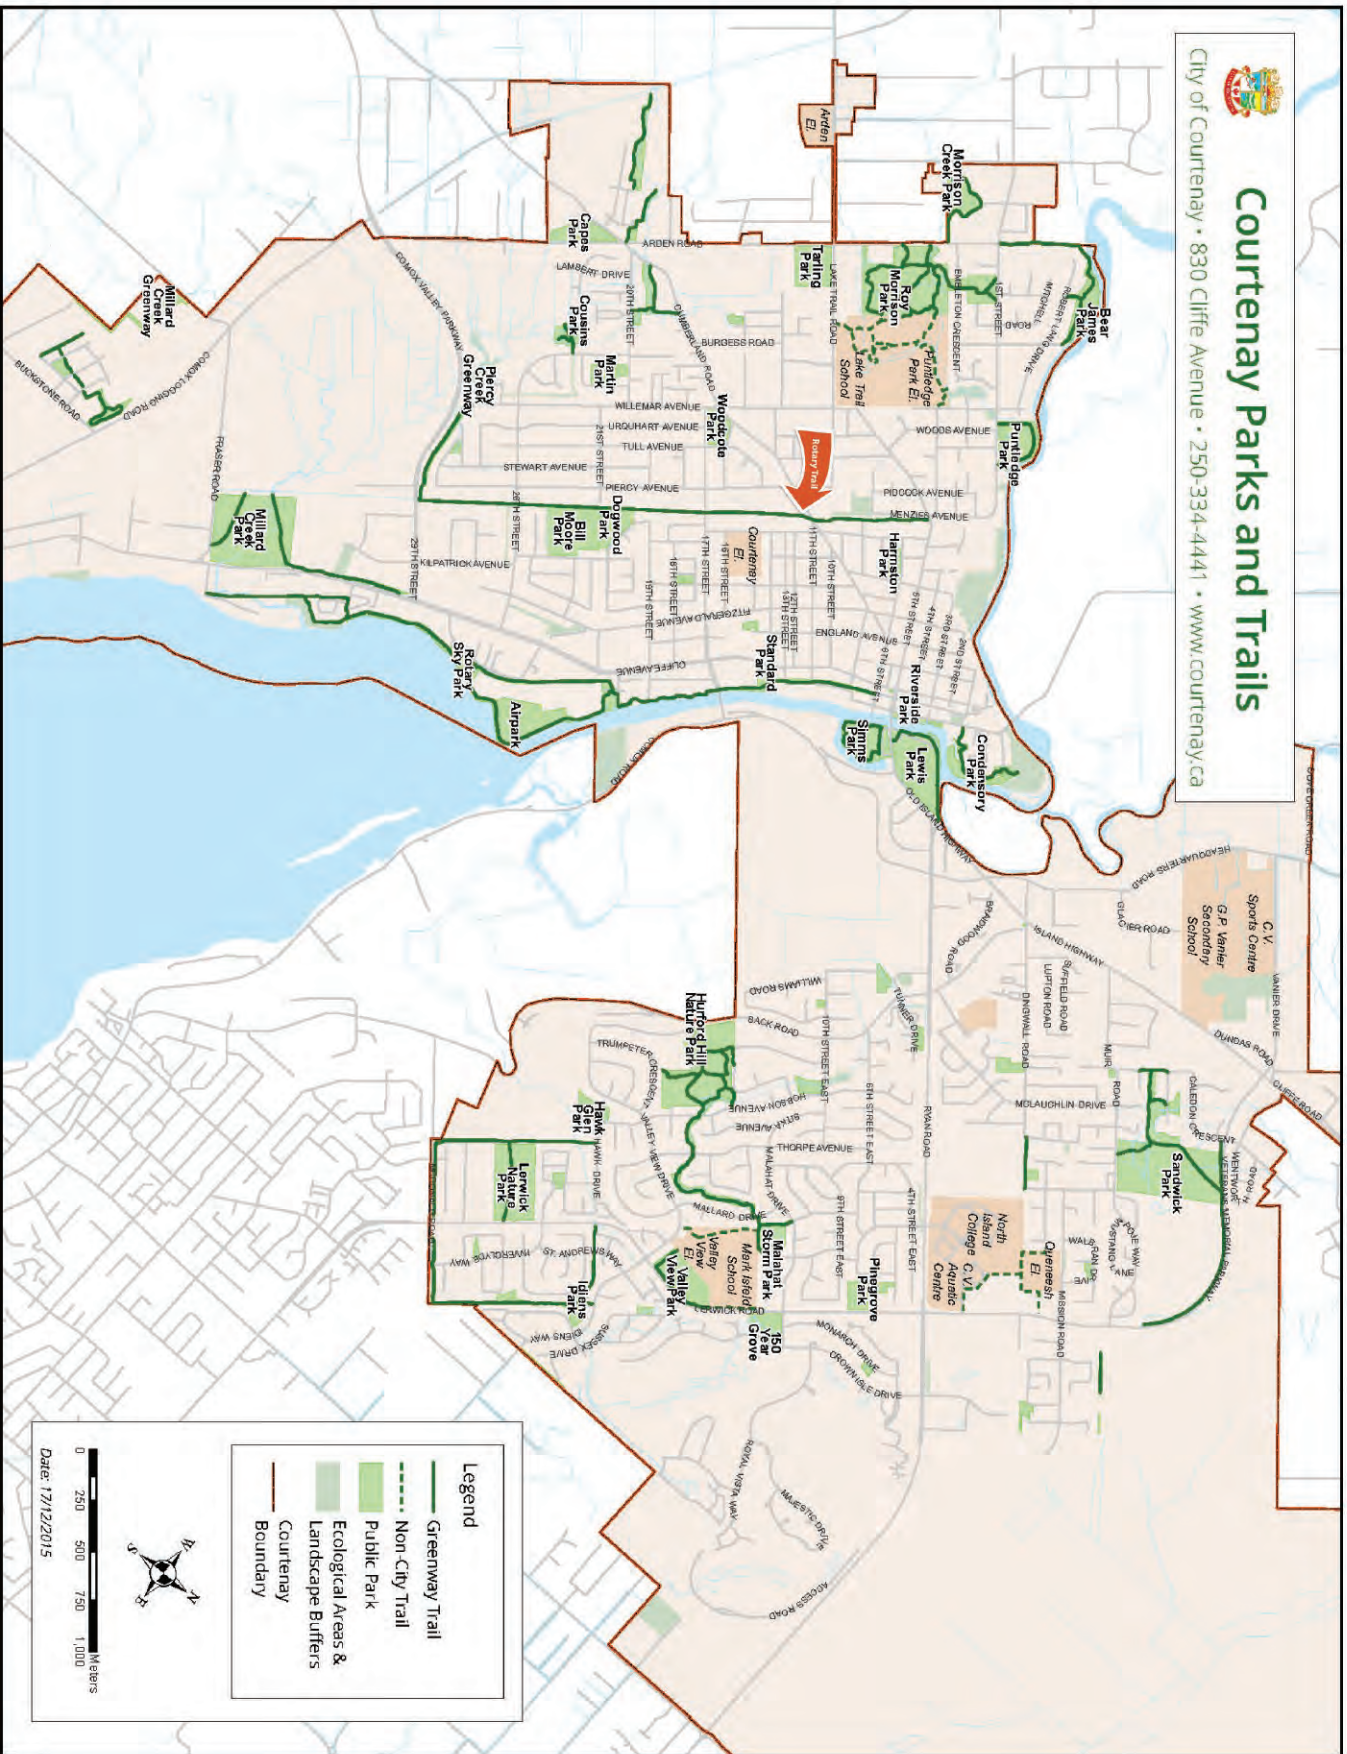 Courtenay Parks and Trails
City of Courtenay • 830 Cliffe Avenue • 250-334-4441 • www.courtenay.ca
Arden
El.
Morrison
Creek Park
Bear
James
Park
ROBERT LANG DRIVE
MITCHELL
ROAD
1ST. STREET
EMBLETON CRESCENT
Roy
Morrison
Park
Puntledge
Park El.
Lake Trail
School
LAKE TRAIL ROAD
Tarling
Park
ARDEN ROAD
Capes
Park
LAMBERT DRIVE
20TH STREET
CUMBERLAND ROAD
BURGESS ROAD
Cousins
Park
Martin
Park
Woodcote
Park
WILLEMAR AVENUE
URQUHART AVENUE
TULL AVENUE
21ST STREET
STEWART AVENUE
PIERCY AVENUE
WOODS AVENUE
Puntledge
Park
PIDCOCK AVENUE
MENZIES AVENUE
Rotary Trail
COMOX VALLEY PARKWAY
Piercy
Creek
Greenway
Millard
Creek
Greenway
COMOX LOGGING ROAD
BUCKSTONE ROAD
FRASER ROAD
Millard
Creek
Park
26TH STREET
29TH STREET
KILPATRICK AVENUE
Dogwood
Park
Bill
Moore
Park
Courtenay
El.
Harmston
Park
11TH STREET
10TH STREET
12TH STREET
13TH STREET
16TH STREET
17TH STREET
18TH STREET
19TH STREET
FITZGERALD AVENUE
ENGLAND AVENUE
CLIFFE AVENUE
2ND STREET
3RD STREET
4TH STREET
5TH STREET
6TH STREET
Standard
Park
Riverside
Park
Rotary
Sky Park
Airpark
Simms
Park
Lewis
Park
Condensory
Park
COMOX ROAD
OLD ISLAND HIGHWAY
DOVE CREEK ROAD
HEADQUARTERS ROAD
C.V.
Sports Centre
G.P. Vanier
Secondary
School
VANIER DRIVE
GLACIER ROAD
ISLAND HIGHWAY
BRAIDWOOD
ROAD
DUNDAS ROAD
CLIFFE ROAD
SUFFIELD ROAD
LUPTON ROAD
DINGWALL ROAD
MUIR
ROAD
MCLAUGHLIN DRIVE
CALEDON CRESCENT
Sandwick
Park
VETERANS MEMORIAL PARKWAY
WILLIAMS ROAD
BACK ROAD
TUNNER DRIVE
10TH STREET EAST
6TH STREET EAST
RYAN ROAD
Hurford Hill
Nature Park
TRUMPETER CRESCENT
HOBSON AVENUE
SITKA AVENUE
THORPE AVENUE
MALAHAT DRIVE
VALLEY VIEW DRIVE
MALLARD DRIVE
Hawk
Glen
Park
HAWK DRIVE
Lerwick
Nature
Park
INVERCLYDE WAY
ST. ANDREWS WAY
Idiens
Park
IDIENS WAY
SUSSEX DRIVE
LERWICK ROAD
Valley
View
El.
Mark Isfeld
School
Malahat
Storm Park
Valley
View Park
150
Year
Grove
9TH STREET EAST
4TH STREET EAST
Pinegrove
Park
North
Island
College
C.V.
Aquatic
Centre
Queneesh
El.
MISSION ROAD
MONARCH DRIVE
CROWN ISLE DRIVE
ROYAL VISTA WAY
MAJESTIC DRIVE
ACCESS ROAD
Legend
Greenway Trail
Non-City Trail
Public Park
Ecological Areas &
Landscape Buffers
Courtenay
Boundary
N
E
S
W
0 250 500 750 1,000
Meters
Date: 17/12/2015